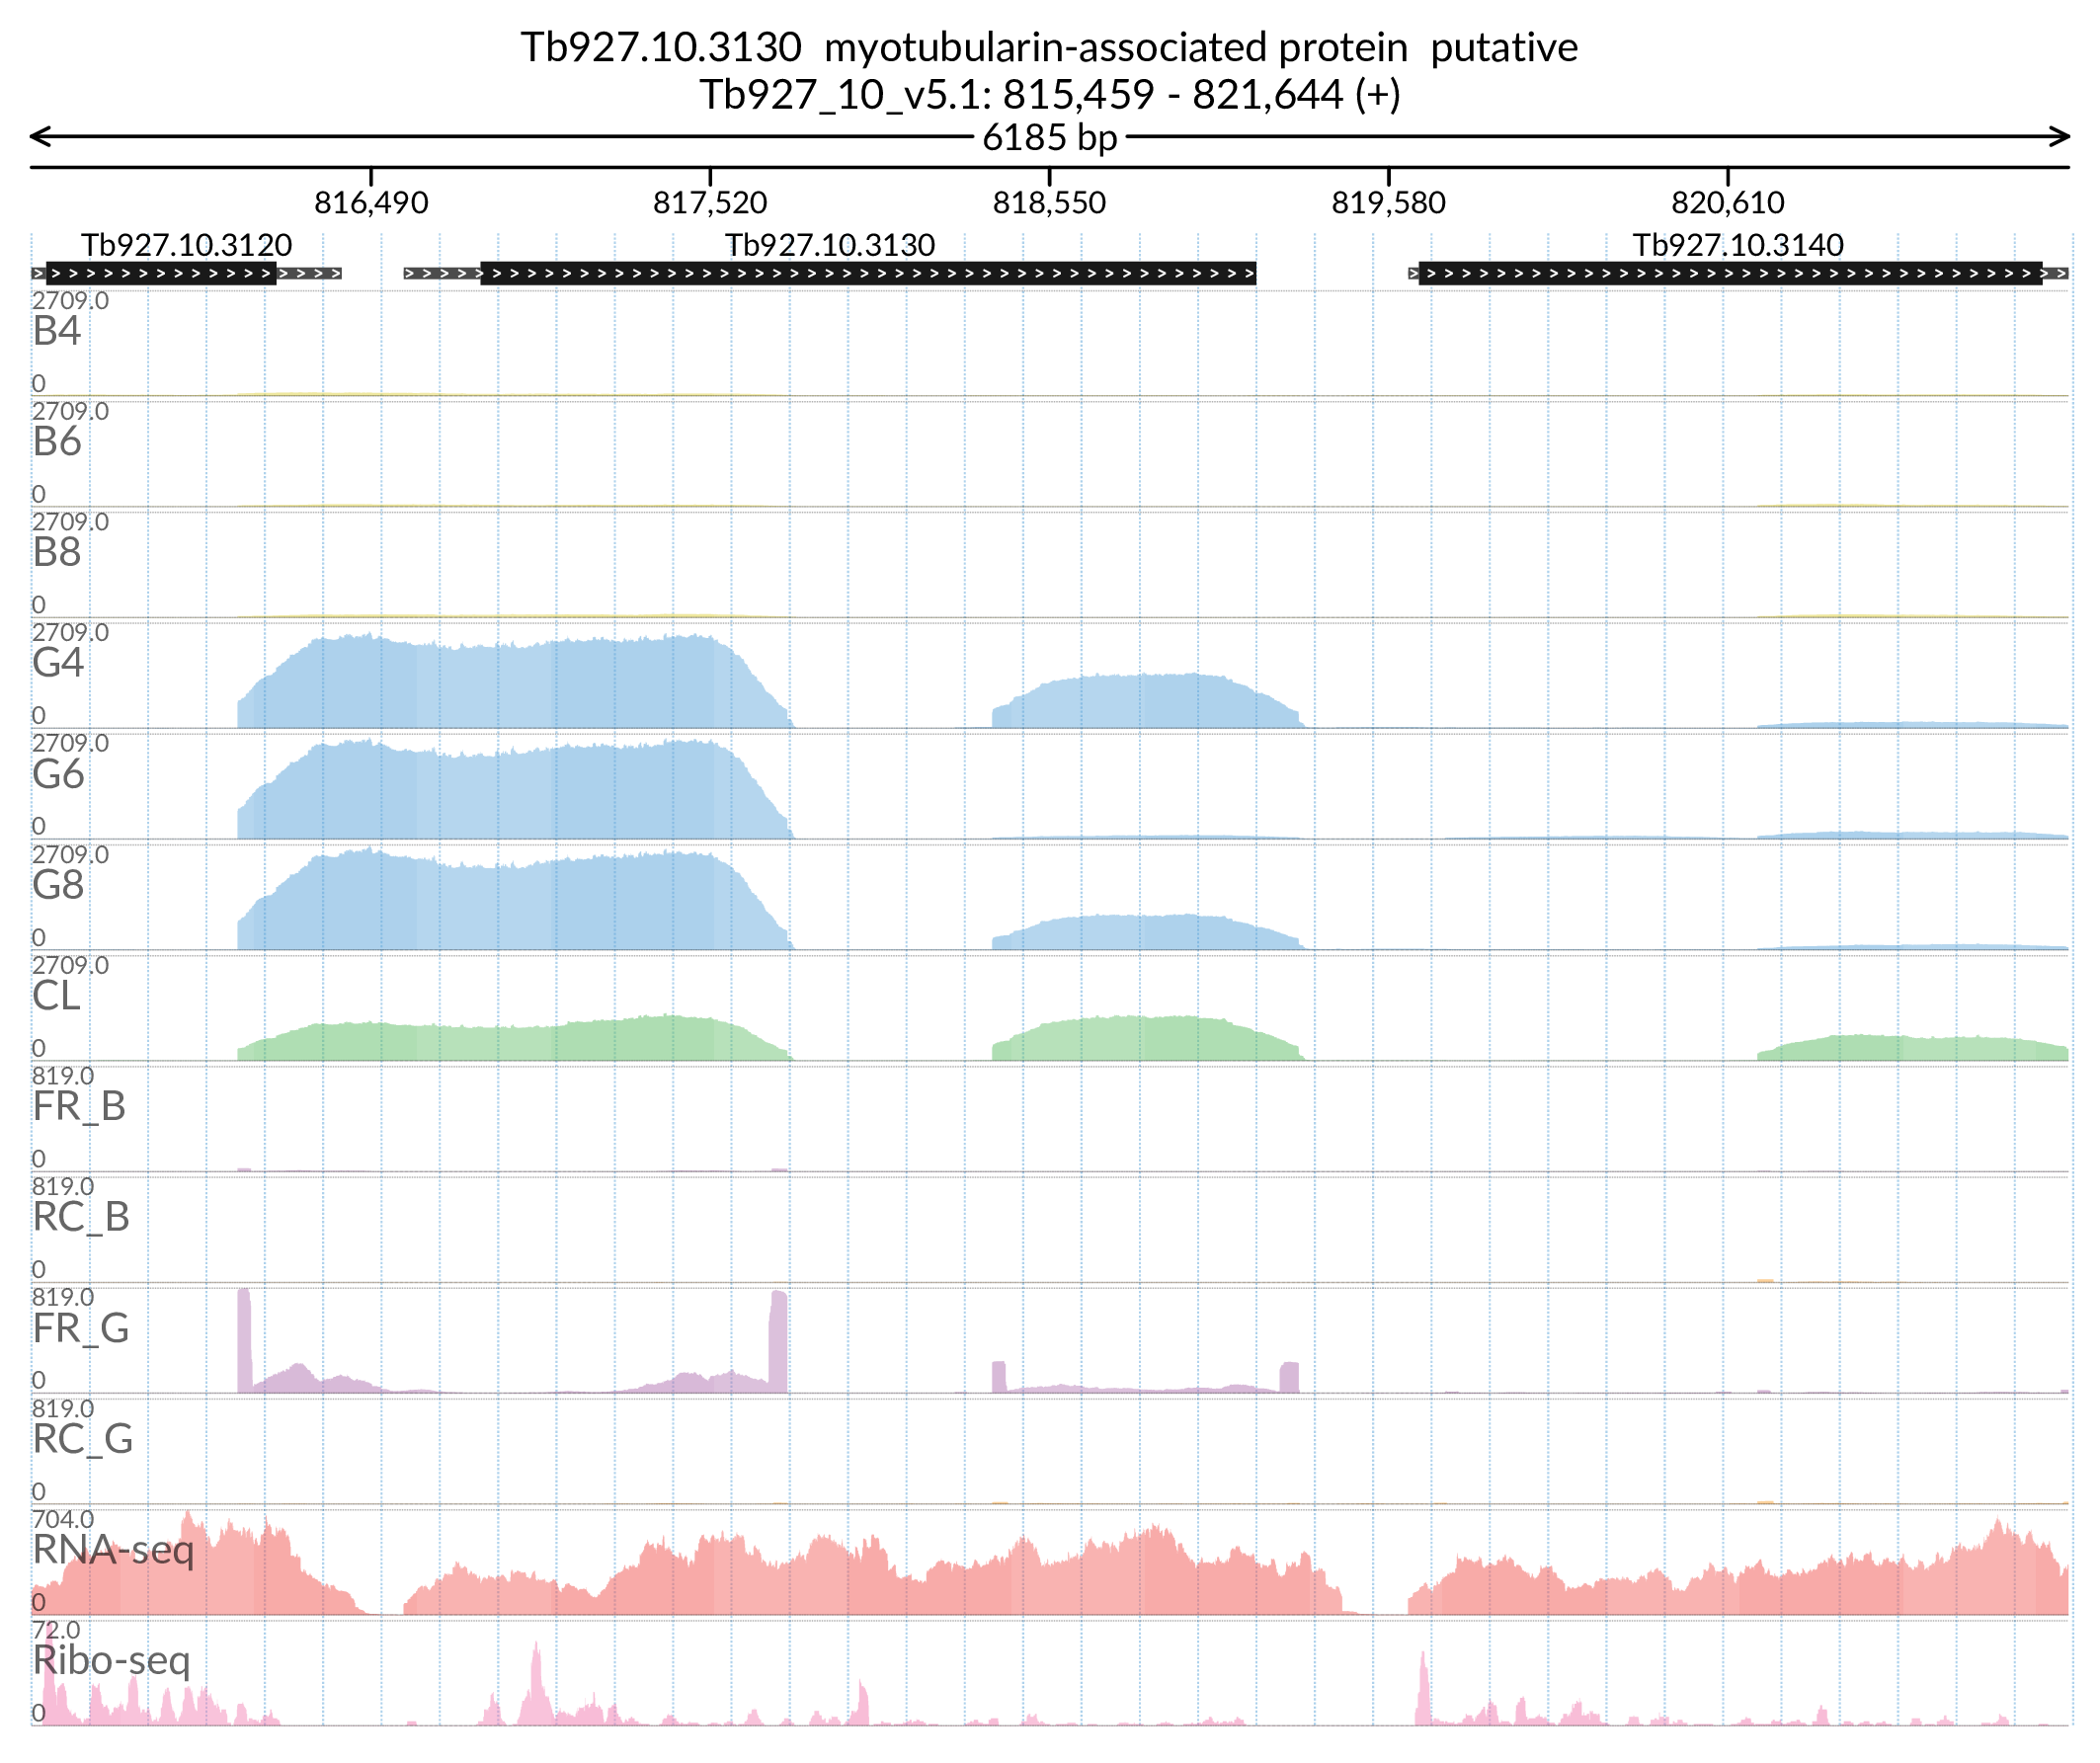 Tb927.10.3130  myotubularin-associated protein  putative
Tb927_10_v5.1: 815,459 - 821,644 (+)
6185 bp
816,490 817,520 818,550 819,580 820,610
Tb927.10.3120 Tb927.10.3130 Tb927.10.3140
2709.0
B4
0
2709.0
B6
0
2709.0
B8
0
2709.0
G4
0
2709.0
G6
0
2709.0
G8
0
2709.0
CL
0
819.0
FR_B
0
819.0
RC_B
0
819.0
FR_G
0
819.0
RC_G
0
704.0
RNA-seq
0
72.0
Ribo-seq
0